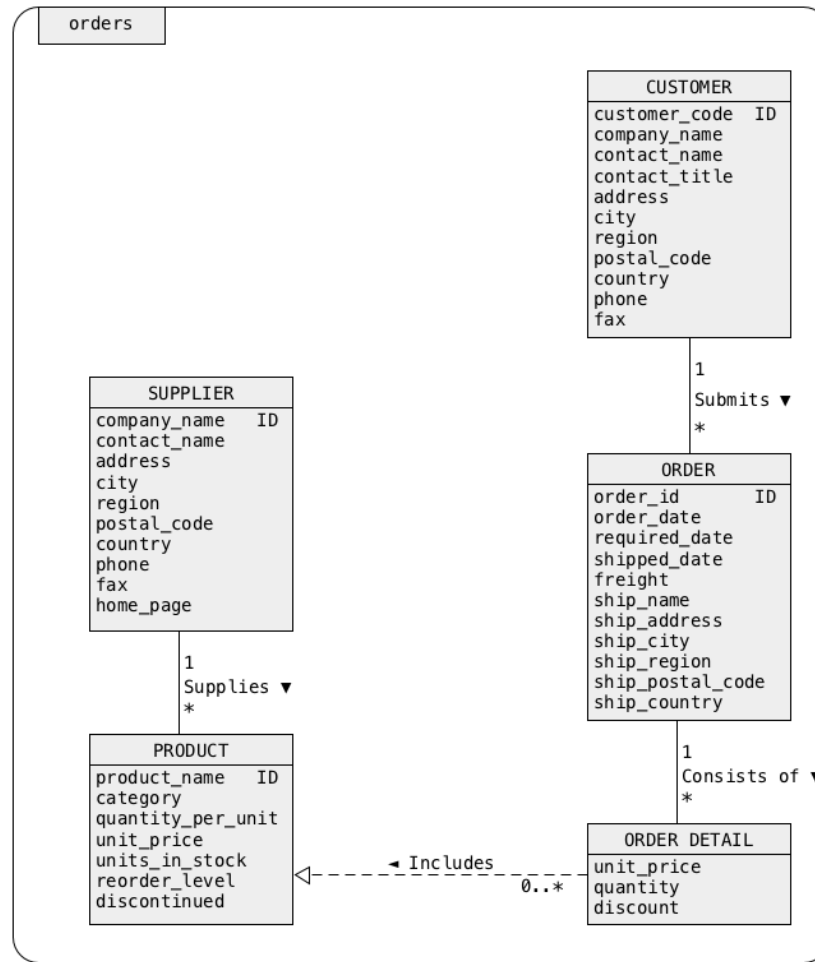 orders
CUSTOMER
customer_code ID
company_name
contact_name
contact_title
address
city
region
postal_code
country
phone
fax
1
Submits ▼
*
SUPPLIER
company_name ID
contact_name
address
city
region
postal_code
country
phone
fax
home_page
1
Supplies ▼
*
ORDER
order_id ID
order_date
required_date
shipped_date
freight
ship_name
ship_address
ship_city
ship_region
ship_postal_code
ship_country
1
Consists of ▼
*
PRODUCT
product_name ID
category
quantity_per_unit
unit_price
units_in_stock
reorder_level
discontinued
◄ Includes
0..*
ORDER DETAIL
unit_price
quantity
discount